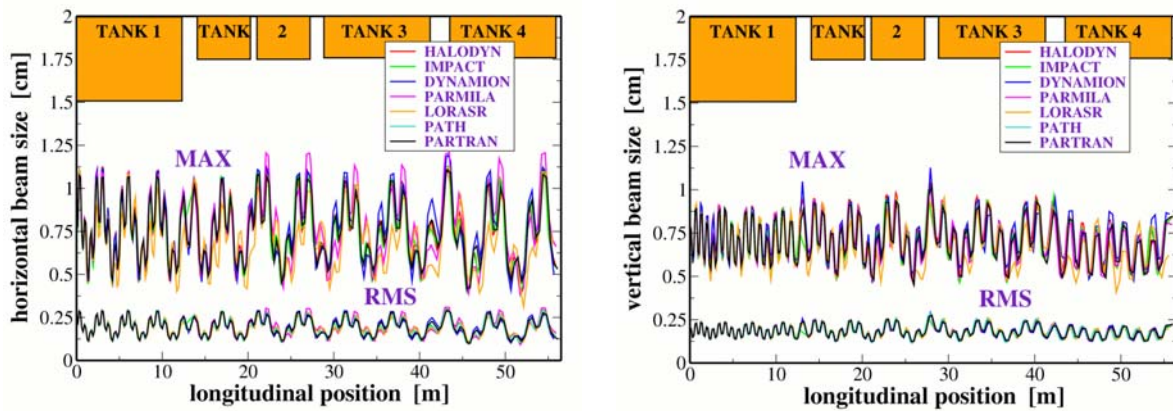 TANK 1 TANK 2 TANK 3 TANK 4
HALODYN
IMPACT
DYNAMION
PARMILA
LORASR
PATH
PARTRAN
MAX
RMS
2
1.75
1.5
1.25
1
0.75
0.5
0.25
0
horizontal beam size [cm]
0 10 20 30 40 50
longitudinal position [m]
TANK 1 TANK 2 TANK 3 TANK 4
HALODYN
IMPACT
DYNAMION
PARMILA
LORASR
PATH
PARTRAN
MAX
RMS
2
1.75
1.5
1.25
1
0.75
0.5
0.25
0
vertical beam size [cm]
0 10 20 30 40 50
longitudinal position [m]